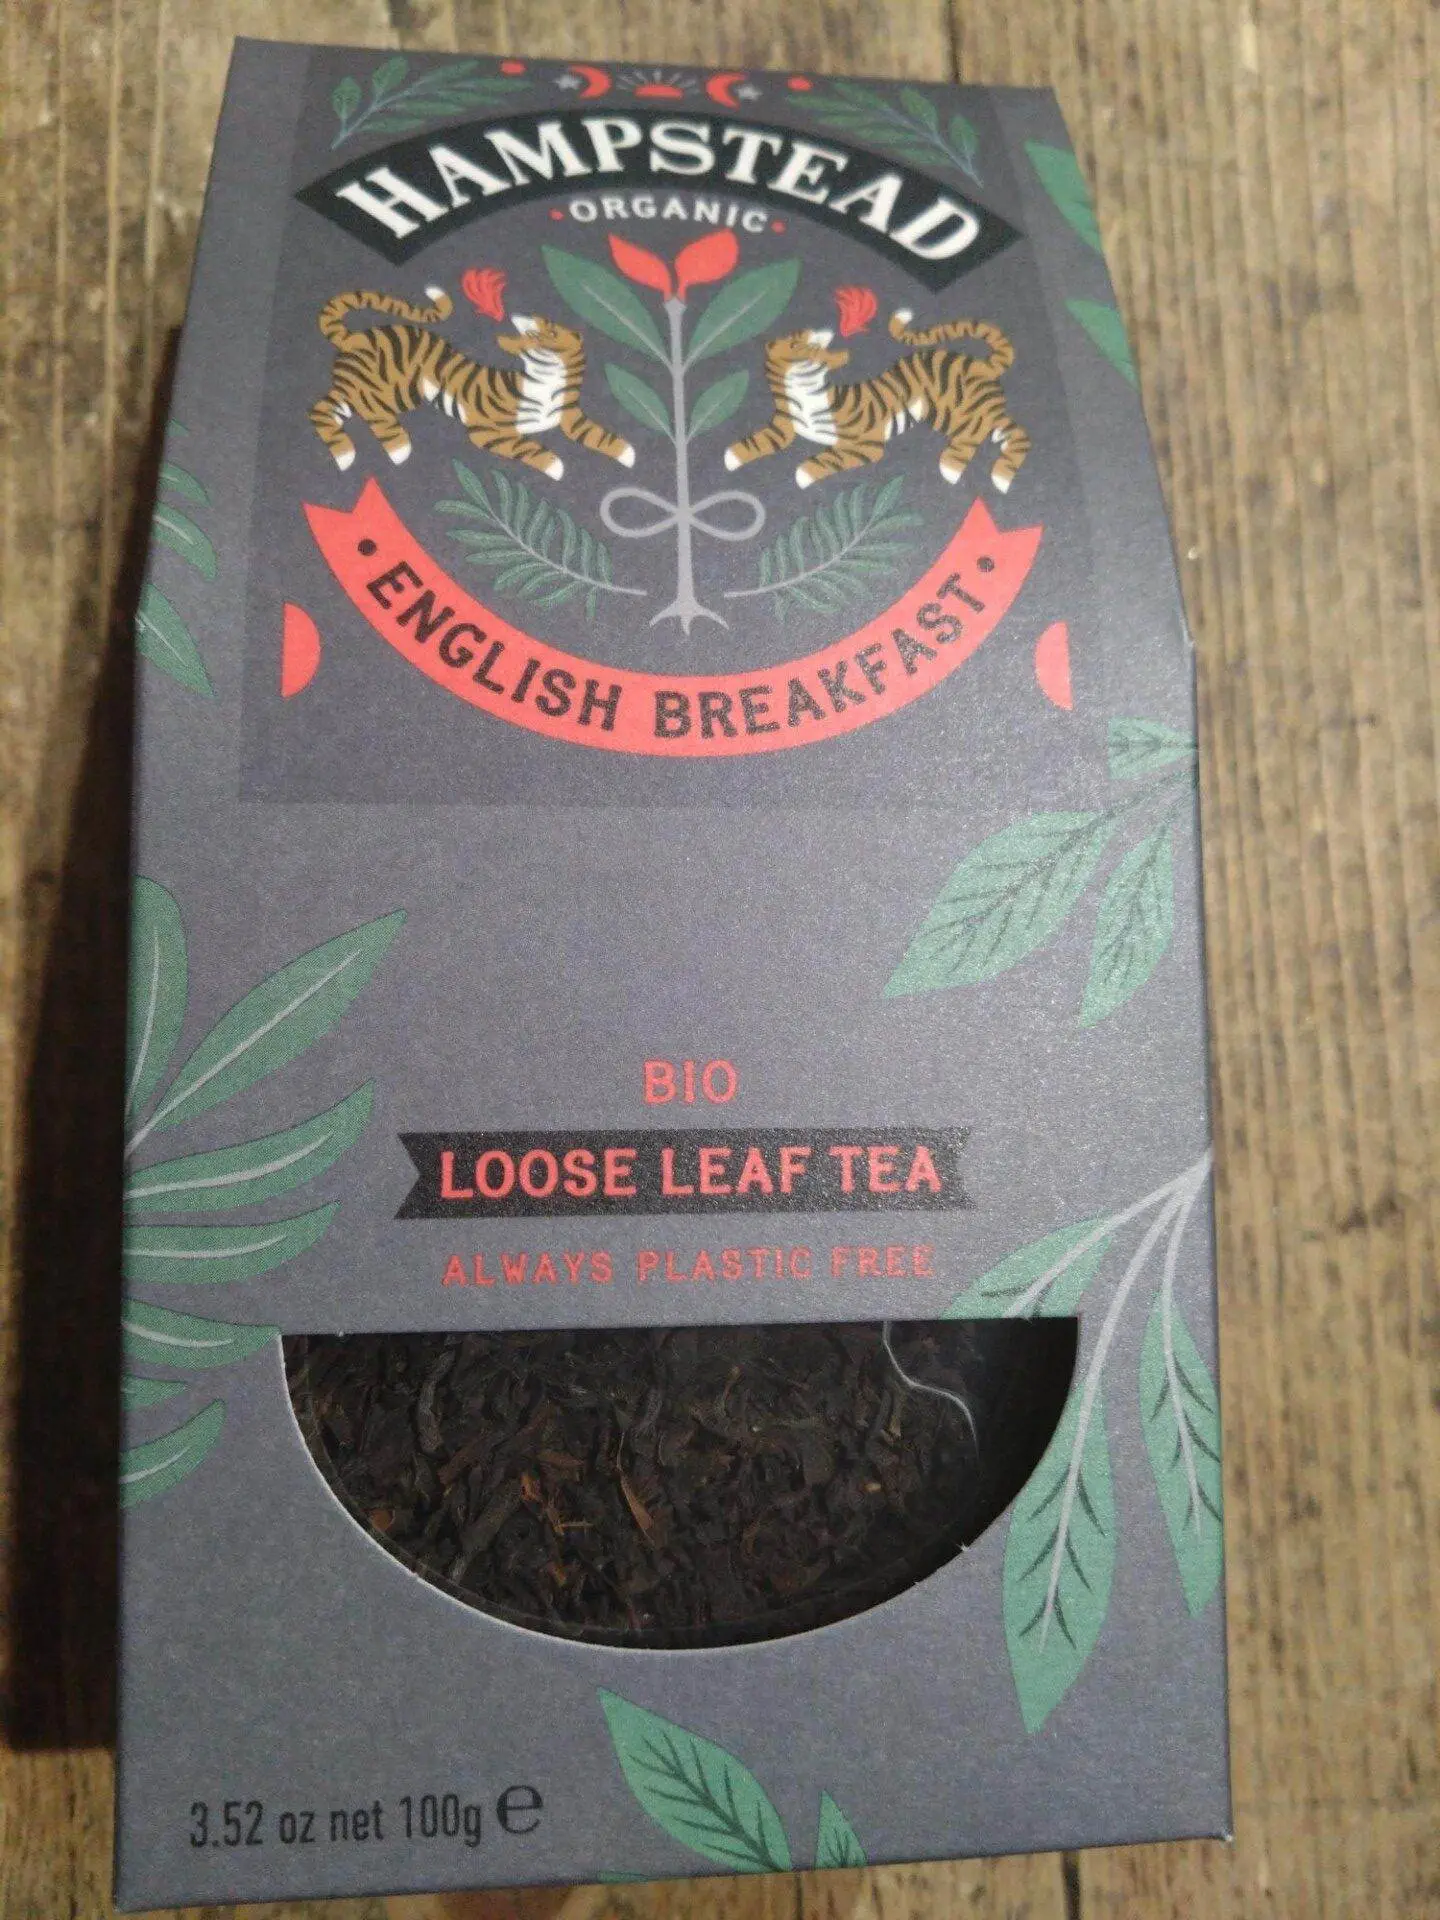 HAMPSTEAD
•ORGANIC•
• ENGLISH BREAKFAST •
BIO
LOOSE LEAF TEA
ALWAYS PLASTIC FREE
3.52 oz net 100g ℮